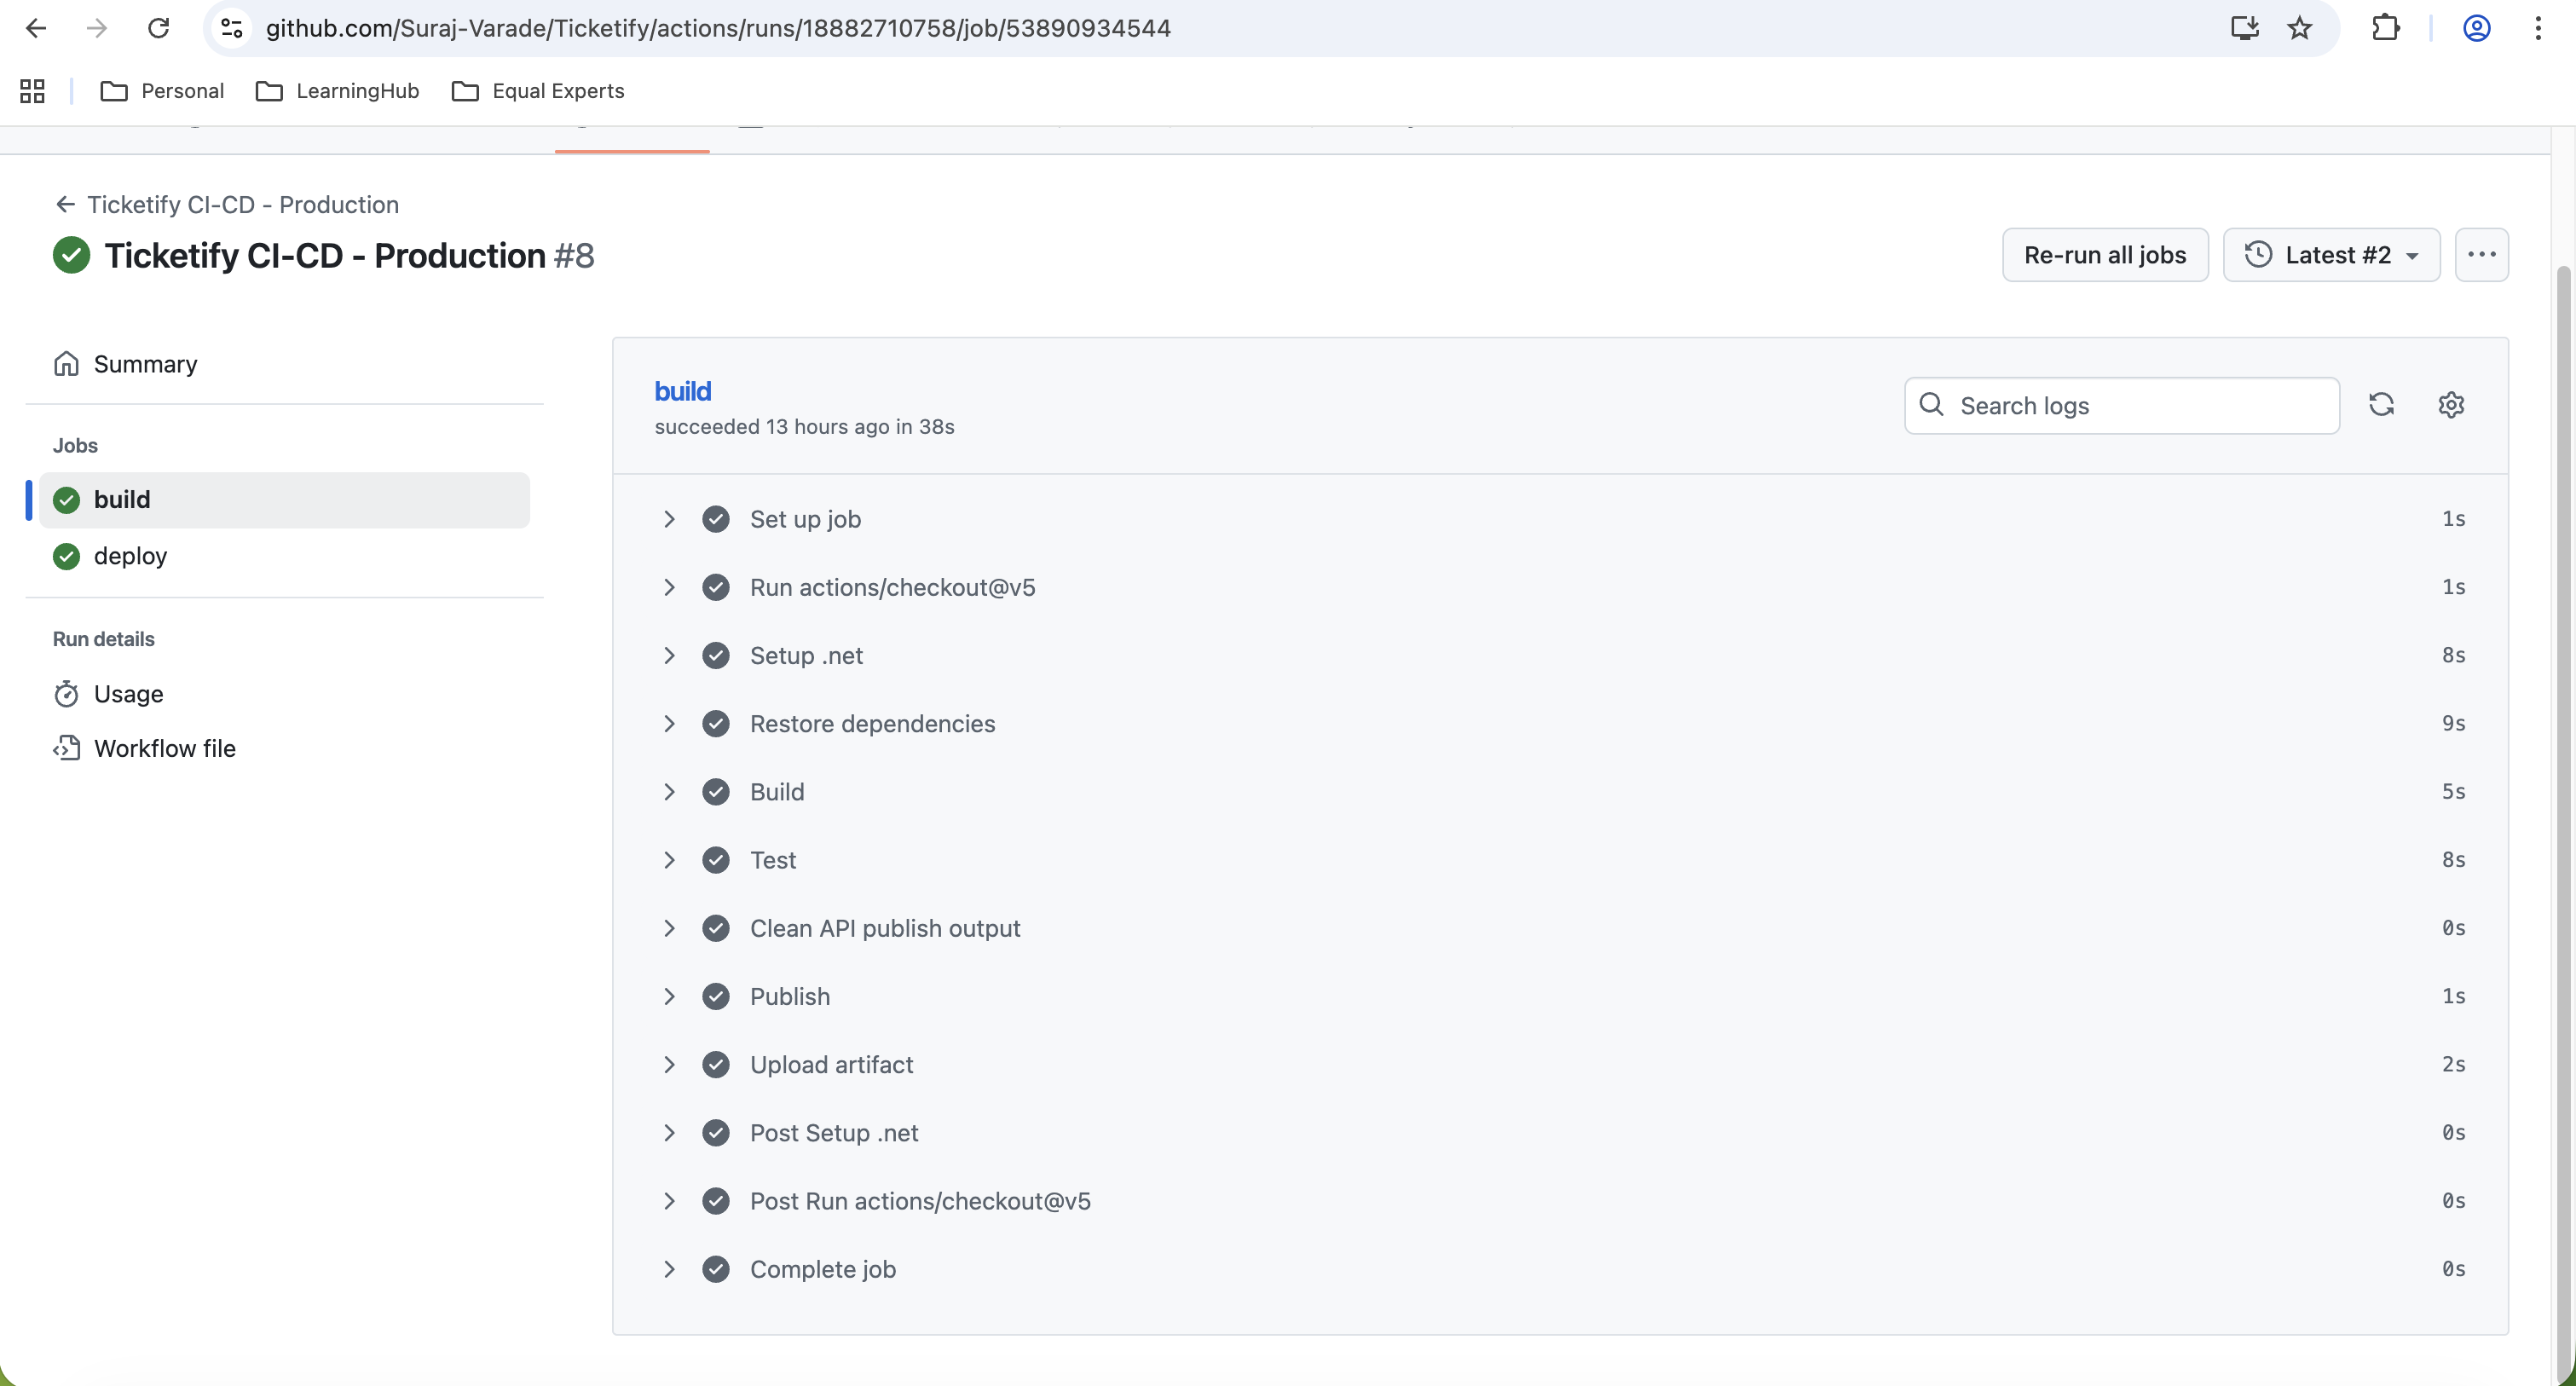 github.com/Suraj-Varade/Ticketify/actions/runs/18882710758/job/53890934544
Personal LearningHub Equal Experts
Ticketify CI-CD - Production
Ticketify CI-CD - Production #8
Re-run all jobs Latest #2
Summary
Jobs
build
deploy
Run details
Usage
Workflow file
build
succeeded 13 hours ago in 38s
Search logs
Set up job 1s
Run actions/checkout@v5 1s
Setup .net 8s
Restore dependencies 9s
Build 5s
Test 8s
Clean API publish output 0s
Publish 1s
Upload artifact 2s
Post Setup .net 0s
Post Run actions/checkout@v5 0s
Complete job 0s